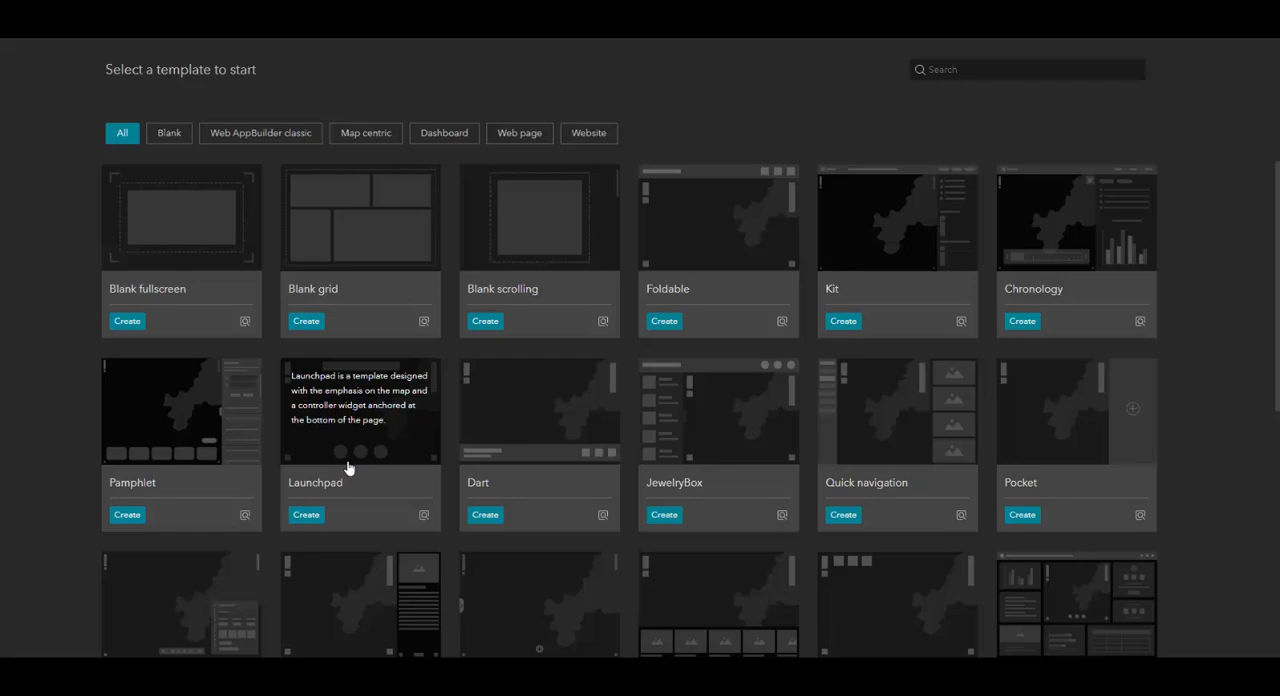 Select a template to start
Search
All
Blank
Web AppBuilder classic
Map centric
Dashboard
Web page
Website
Blank fullscreen
Blank grid
Blank scrolling
Foldable
Kit
Chronology
Create
Create
Create
Create
Create
Create
Launchpad is a template designed
with the emphasis on the map and
a controller widget anchored at
the bottom of the page.
Pamphlet
Launchpad
Dart
JewelryBox
Quick navigation
Pocket
Create
Create
Create
Create
Create
Create